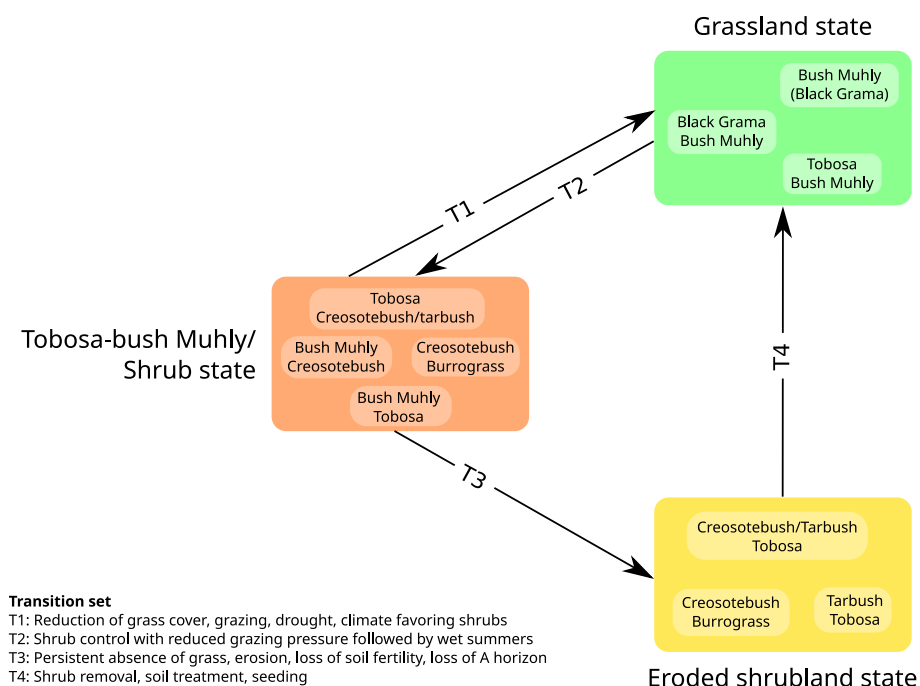 Grassland state
Bush Muhly
(Black Grama)
Black Grama
Bush Muhly
Tobosa
Bush Muhly
T1
T2
Tobosa-bush Muhly/
Shrub state
Tobosa
Creosotebush/tarbush
Bush Muhly
Creosotebush
Creosotebush
Burrograss
Bush Muhly
Tobosa
T4
T3
Creosotebush/Tarbush
Tobosa
Creosotebush
Burrograss
Tarbush
Tobosa
Eroded shrubland state
Transition set
T1: Reduction of grass cover, grazing, drought, climate favoring shrubs
T2: Shrub control with reduced grazing pressure followed by wet summers
T3: Persistent absence of grass, erosion, loss of soil fertility, loss of A horizon
T4: Shrub removal, soil treatment, seeding